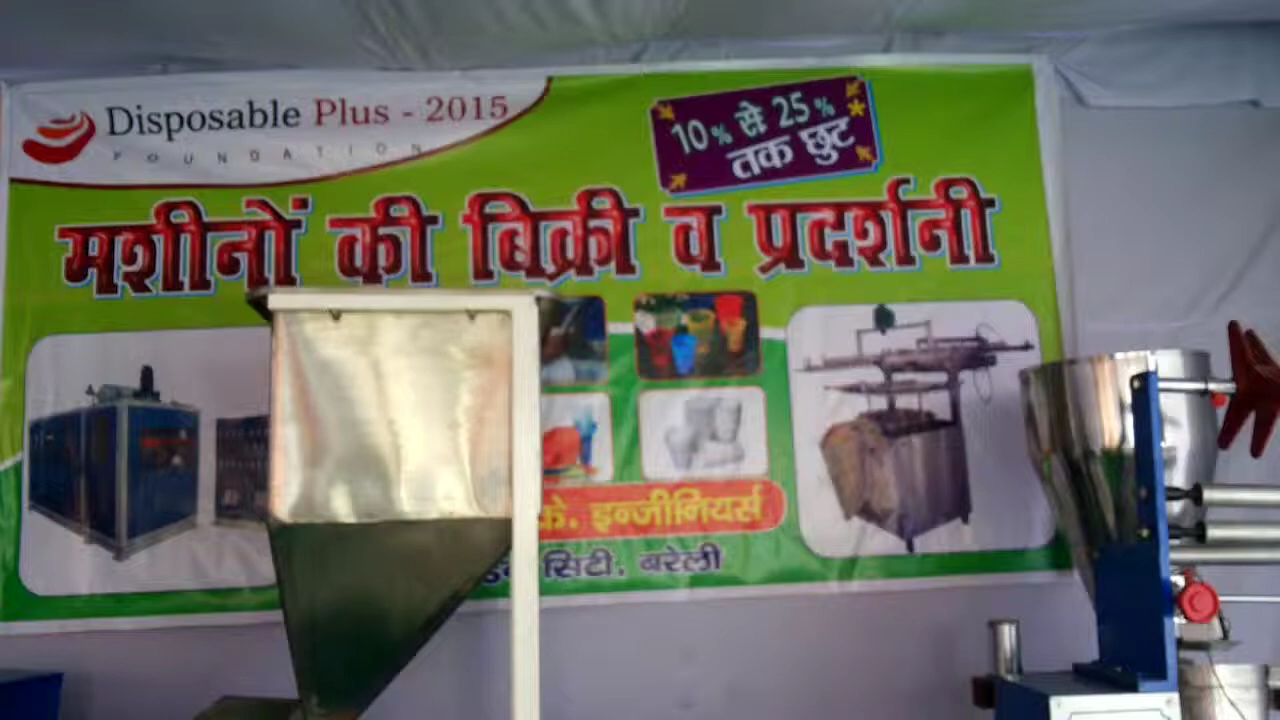 Disposable Plus - 2015
FOUNDATION
10% से 25%
तक छुट
मशीनों की बिक्री व प्रदर्शनी
के. इन्जीनियर्स
सिटी. बरेली